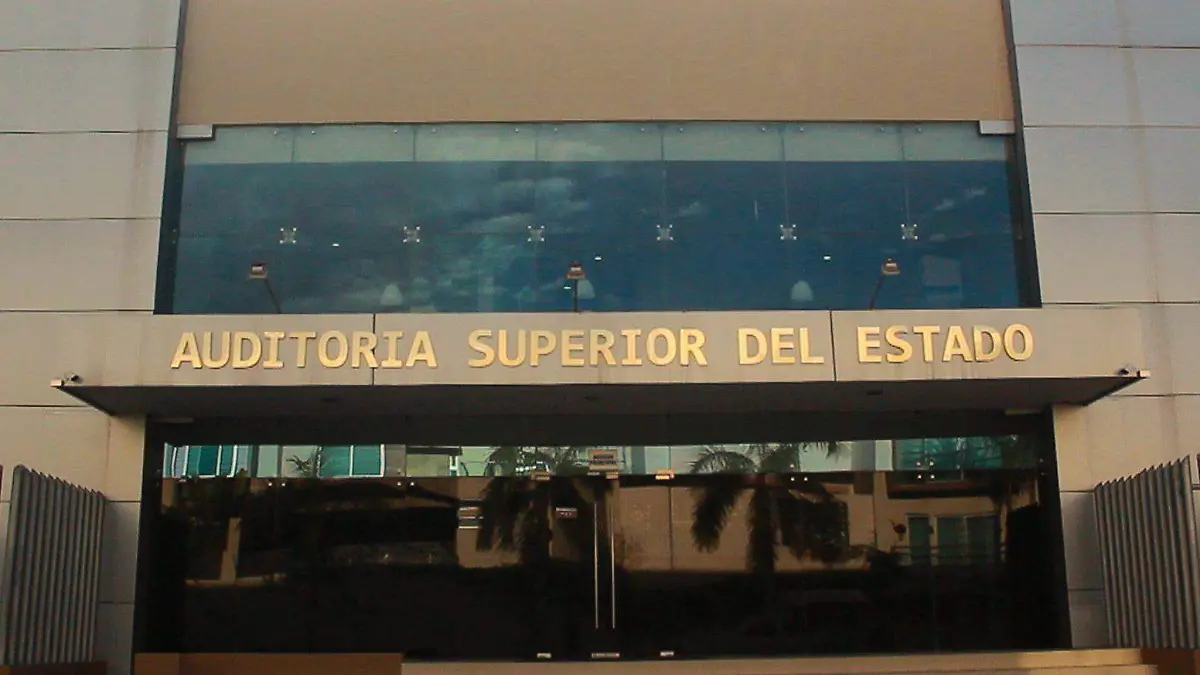 AUDITORIA SUPERIOR DEL ESTADO